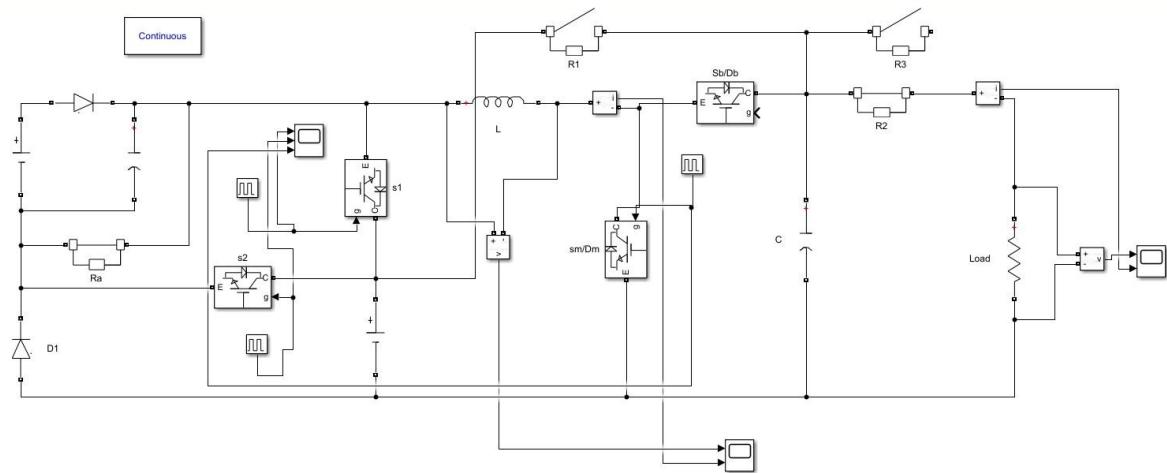 Continuous
R1
R3
Sb/Db
E
C
g
i
+
-
L
R2
i
+
-
E
s1
g
C
+
-
v
C
g
sm/Dm
E
C
Load
+
-
v
Ra
s2
E
C
g
D1